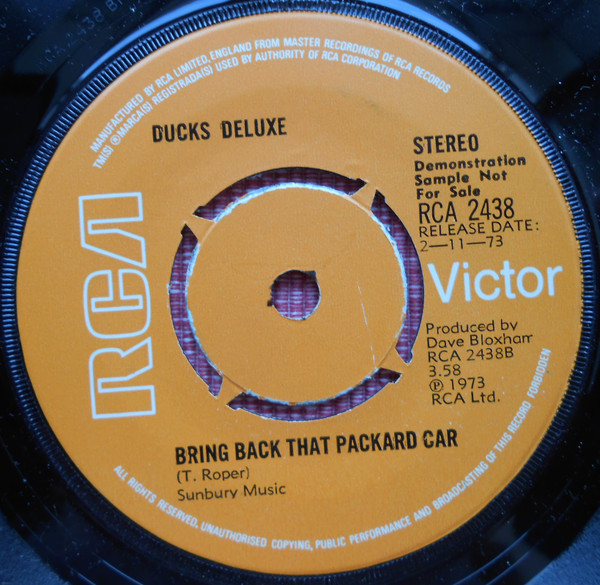 MANUFACTURED BY RCA LIMITED, ENGLAND FROM MASTER RECORDINGS OF RCA RECORDS
TM(S) ® MARCA(S) REGISTRADA(S) USED BY AUTHORITY OF RCA CORPORATION
DUCKS DELUXE
STEREO
Demonstration
Sample Not
For Sale
RCA 2438
RELEASE DATE:
2—11—73
RCA
Victor
Produced by
Dave Bloxham
RCA 2438B
3.58
Ⓟ 1973
RCA Ltd.
BRING BACK THAT PACKARD CAR
(T. Roper)
Sunbury Music
ALL RIGHTS RESERVED, UNAUTHORISED COPYING, PUBLIC PERFORMANCE AND BROADCASTING OF THIS RECORD FORBIDDEN